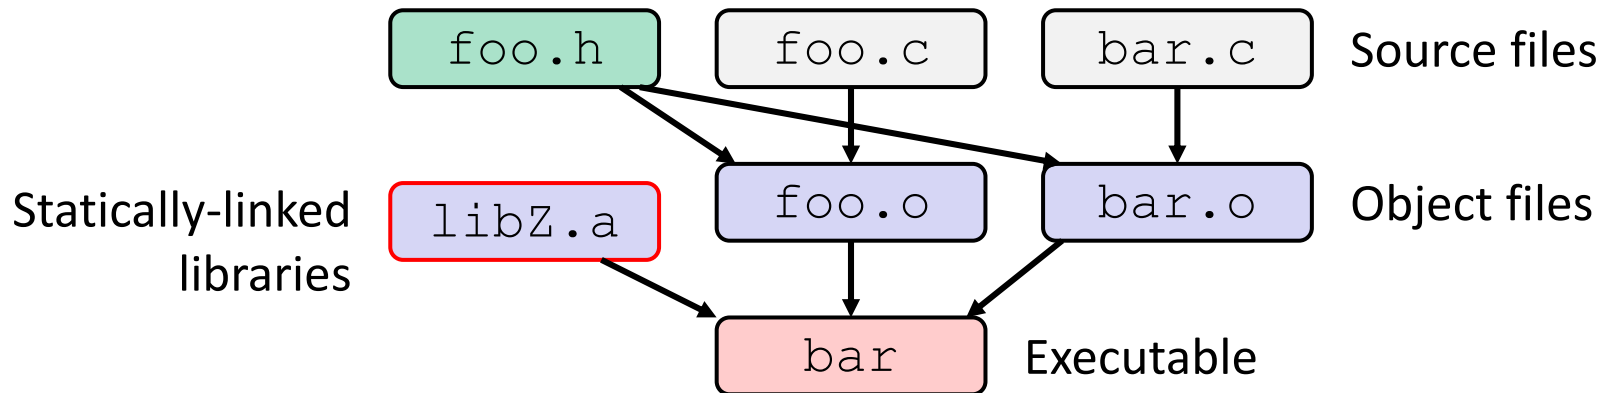 foo.h
foo.c
bar.c
Source files
Statically-linked
libraries
libZ.a
foo.o
bar.o
Object files
bar
Executable